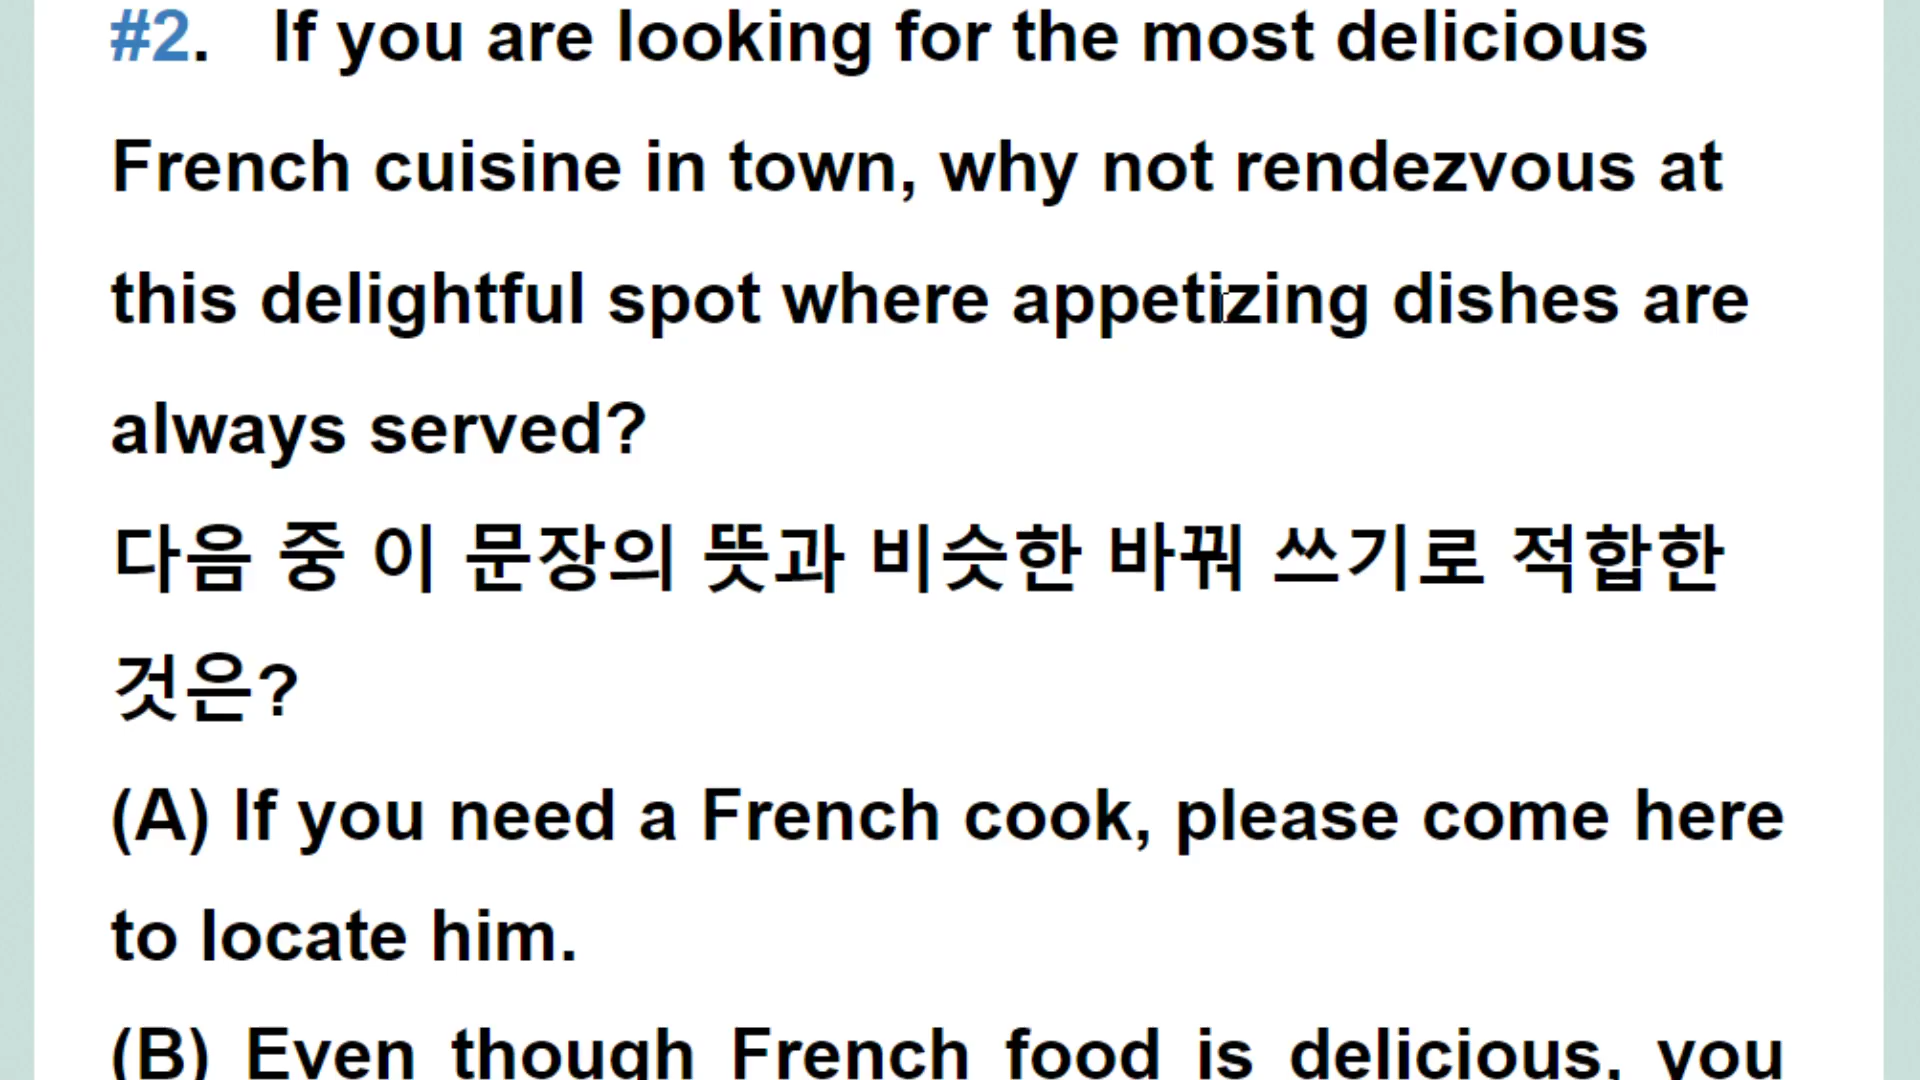 #2. If you are looking for the most delicious
French cuisine in town, why not rendezvous at
this delightful spot where appetizing dishes are
always served?
다음 중 이 문장의 뜻과 비슷한 바꿔 쓰기로 적합한
것은?
(A) If you need a French cook, please come here
to locate him.
(B) Even though French food is delicious, you